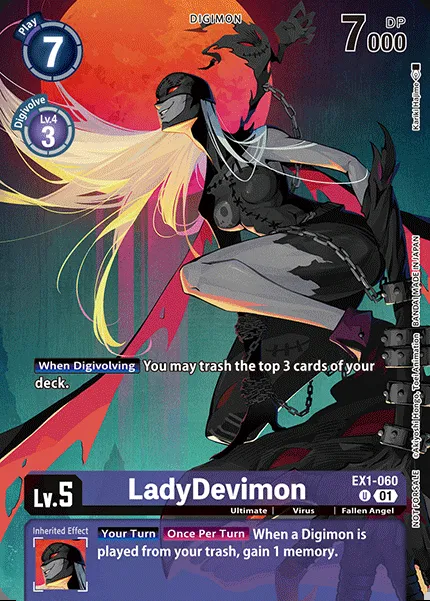 DIGIMON
Play
7
7000
DP
Digivolve
Lv.4
3
Kariki Hajime
When Digivolving You may trash the top 3 cards of your
deck.
©Akiyoshi Hongo, Toei Animation BANDAI MADE IN JAPAN
NOT FOR SALE
Lv.5
LadyDevimon
EX1-060
U 01
Ultimate | Virus | Fallen Angel
Inherited Effect
Your Turn Once Per Turn When a Digimon is
played from your trash, gain 1 memory.